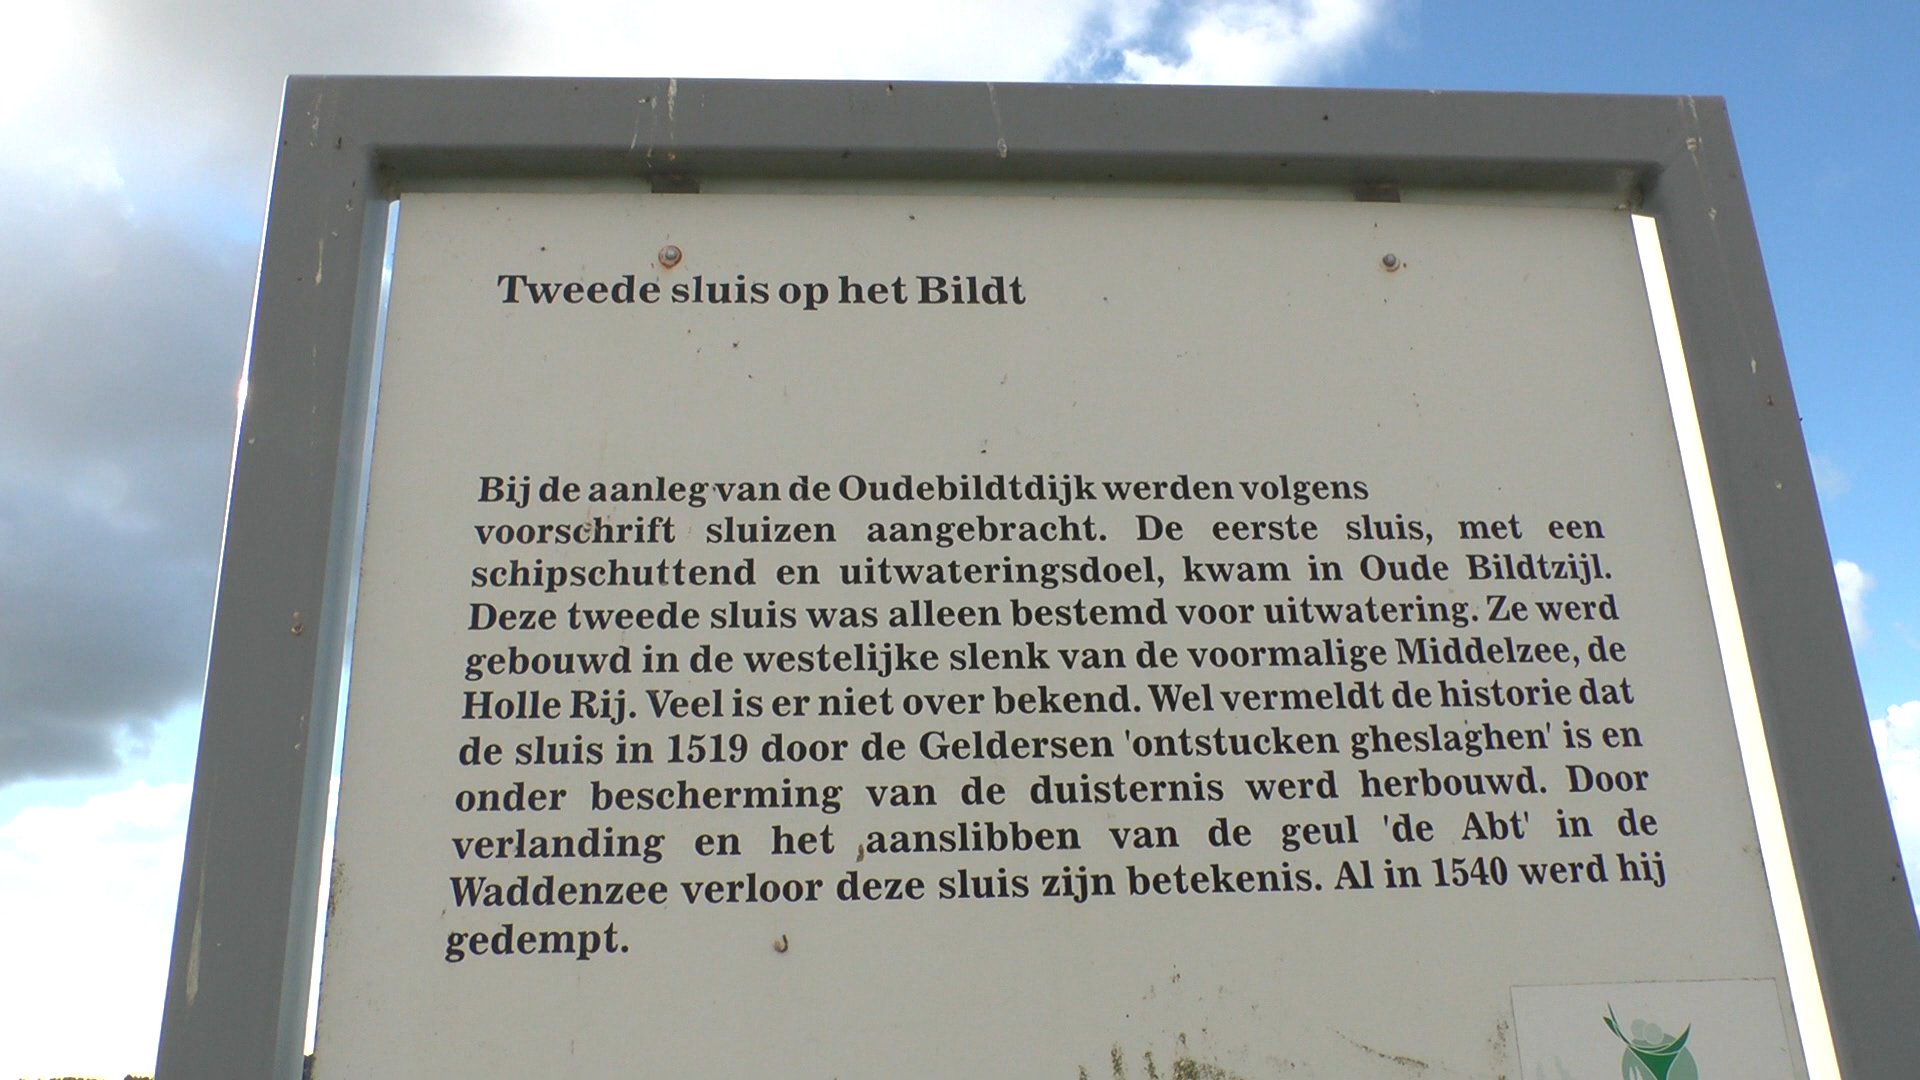 Tweede sluis op het Bildt
Bij de aanleg van de Oudebildtdijk werden volgens
voorschrift sluizen aangebracht. De eerste sluis, met een
schipschuttend en uitwateringsdoel, kwam in Oude Bildtzijl.
Deze tweede sluis was alleen bestemd voor uitwatering. Ze werd
gebouwd in de westelijke slenk van de voormalige Middelzee, de
Holle Rij. Veel is er niet over bekend. Wel vermeldt de historie dat
de sluis in 1519 door de Geldersen 'ontstucken gheslaghen' is en
onder bescherming van de duisternis werd herbouwd. Door
verlanding en het aanslibben van de geul 'de Abt' in de
Waddenzee verloor deze sluis zijn betekenis. Al in 1540 werd hij
gedempt.